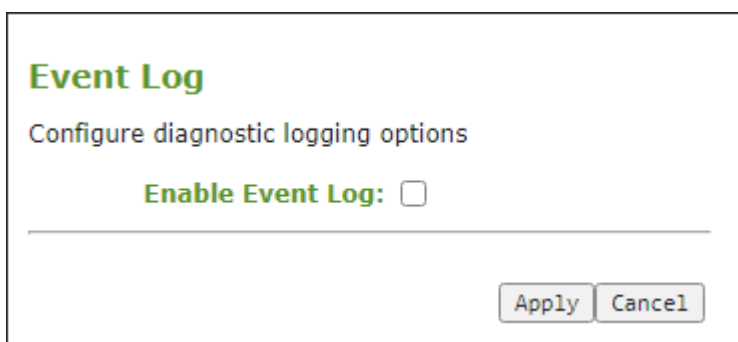 Event Log
Configure diagnostic logging options
Enable Event Log:
Apply Cancel